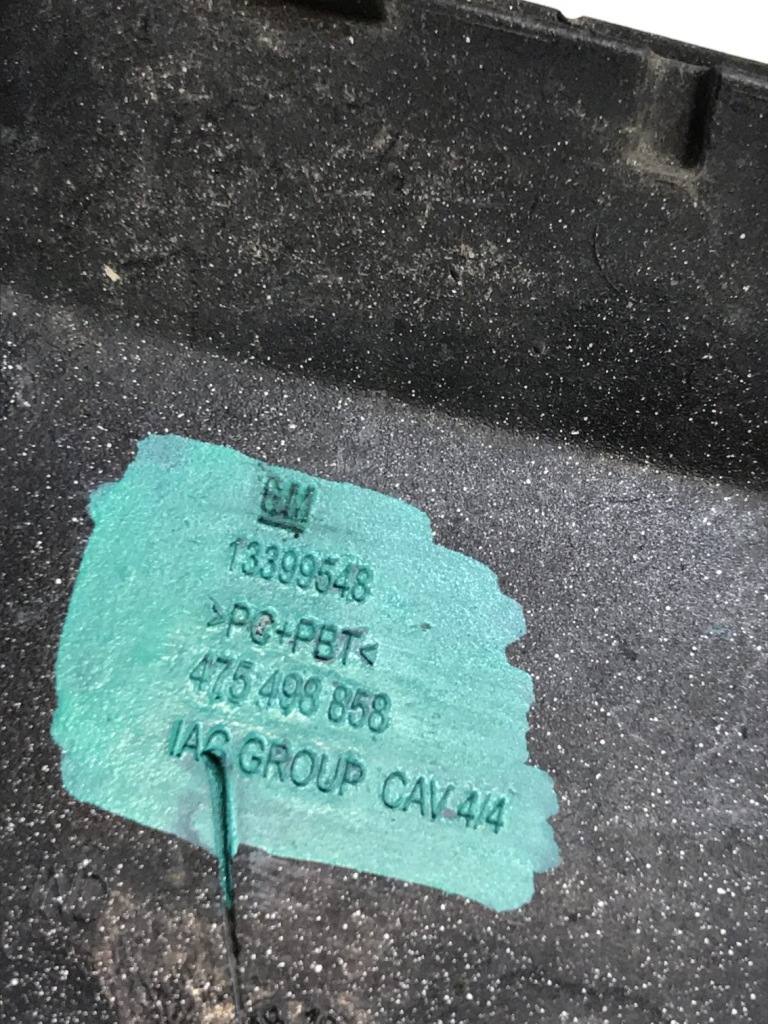 GM
13399548
>PC+PBT<
475 498 858
IAC GROUP CAV 4/4